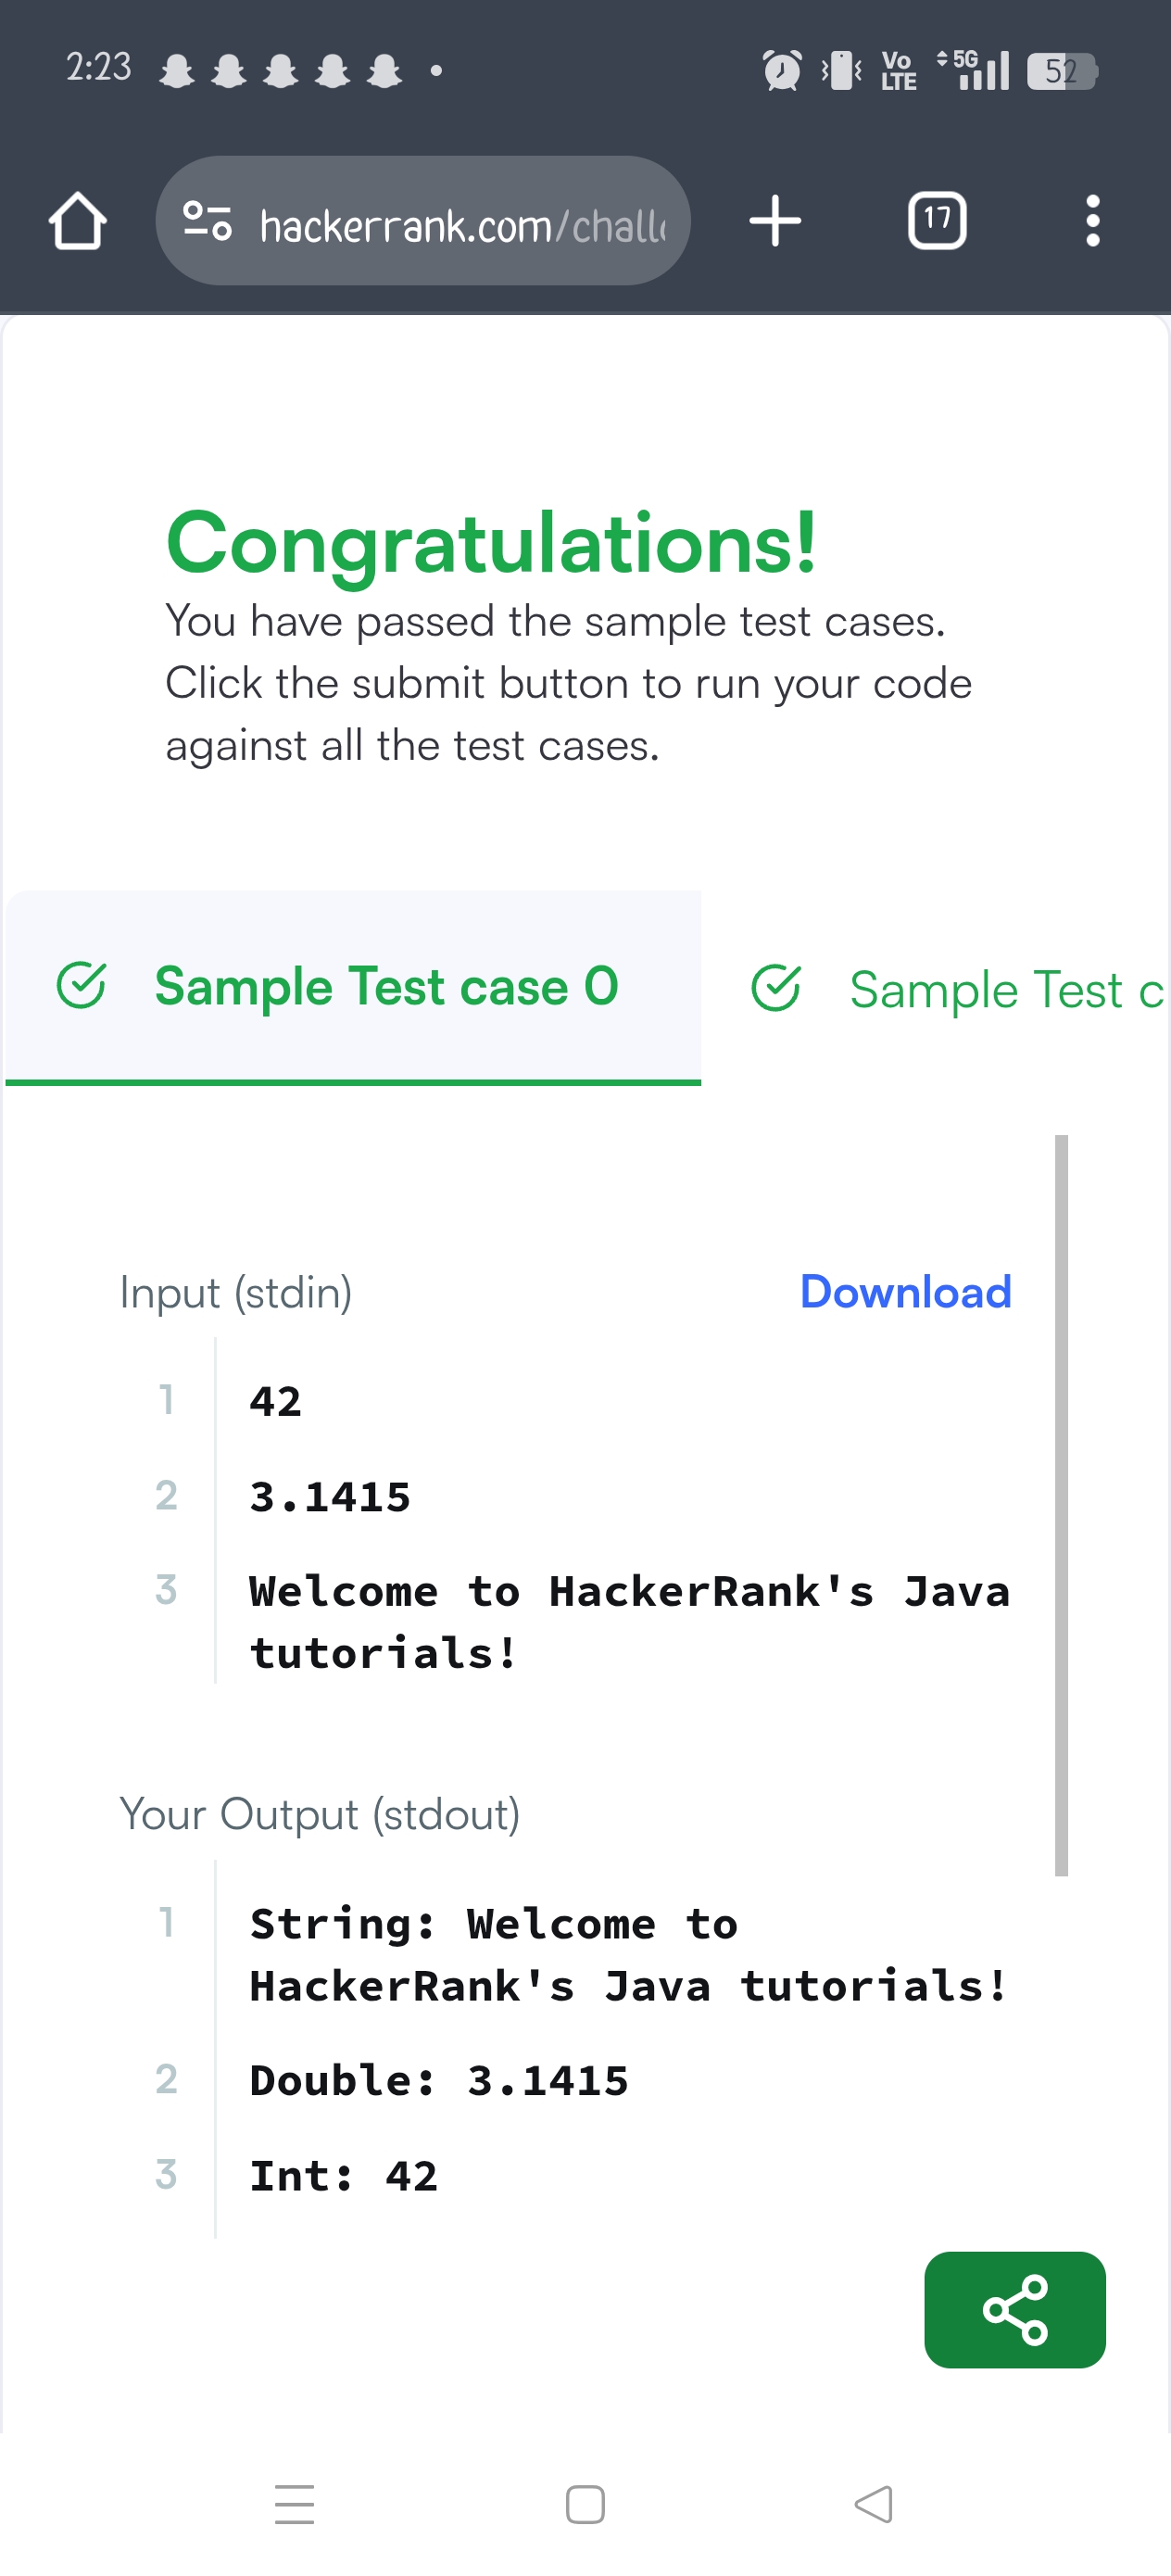 2:23
Vo
LTE
5G
52
hackerrank.com/chall
17
Congratulations!
You have passed the sample test cases.
Click the submit button to run your code
against all the test cases.
Sample Test case 0
Sample Test c
Input (stdin)
Download
1 42
2 3.1415
3 Welcome to HackerRank's Java
tutorials!
Your Output (stdout)
1 String: Welcome to
HackerRank's Java tutorials!
2 Double: 3.1415
3 Int: 42